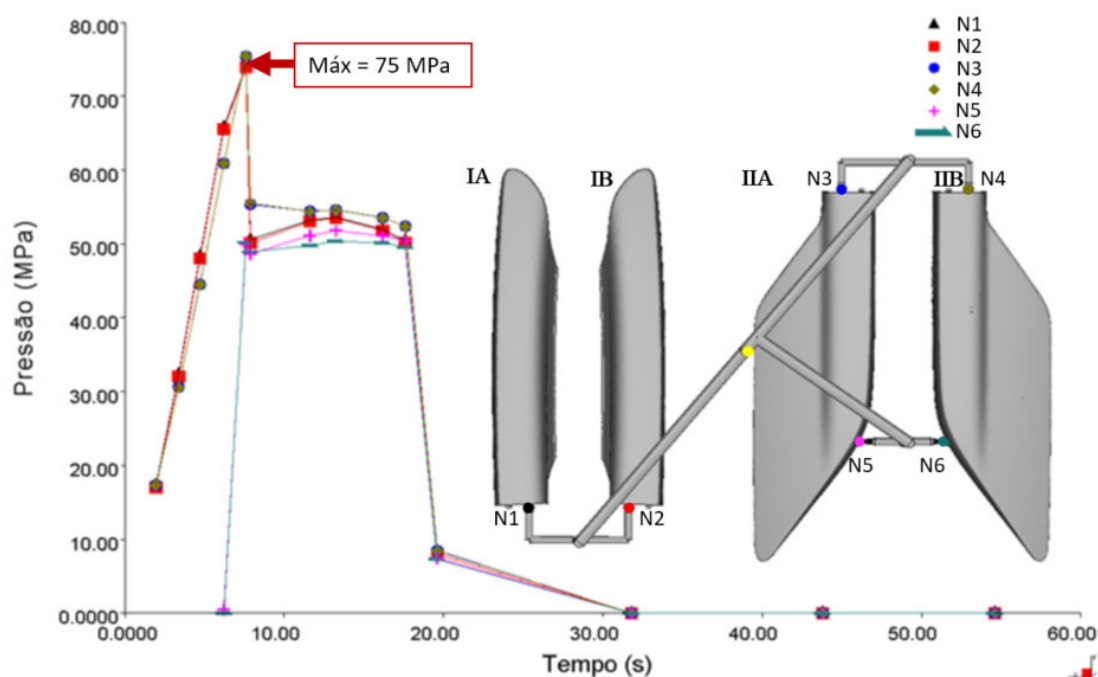 80.00
70.00
60.00
50.00
40.00
30.00
20.00
10.00
0.0000
Pressão (MPa)
Máx = 75 MPa
N1
N2
N3
N4
N5
N6
IA
IB
IIA
N3
IIB
N4
N1
N2
N5
N6
0.0000
10.00
20.00
30.00
40.00
50.00
60.00
Tempo (s)